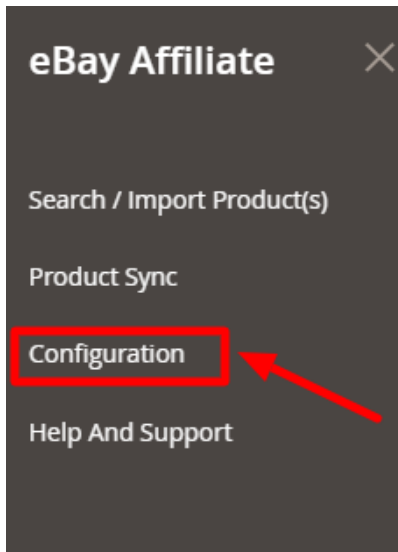 eBay Affiliate
Search / Import Product(s)
Product Sync
Configuration
Help And Support